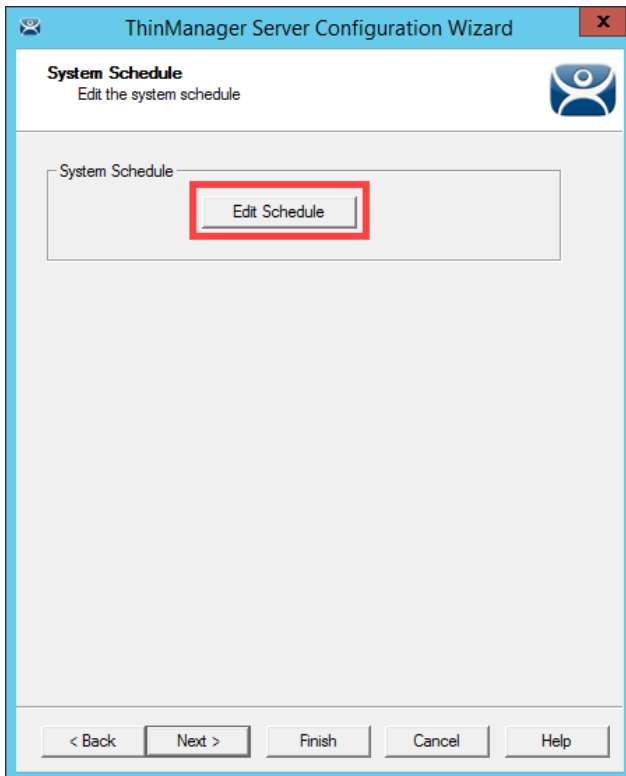 ThinManager Server Configuration Wizard
x
System Schedule
Edit the system schedule
System Schedule
Edit Schedule
< Back Next > Finish Cancel Help